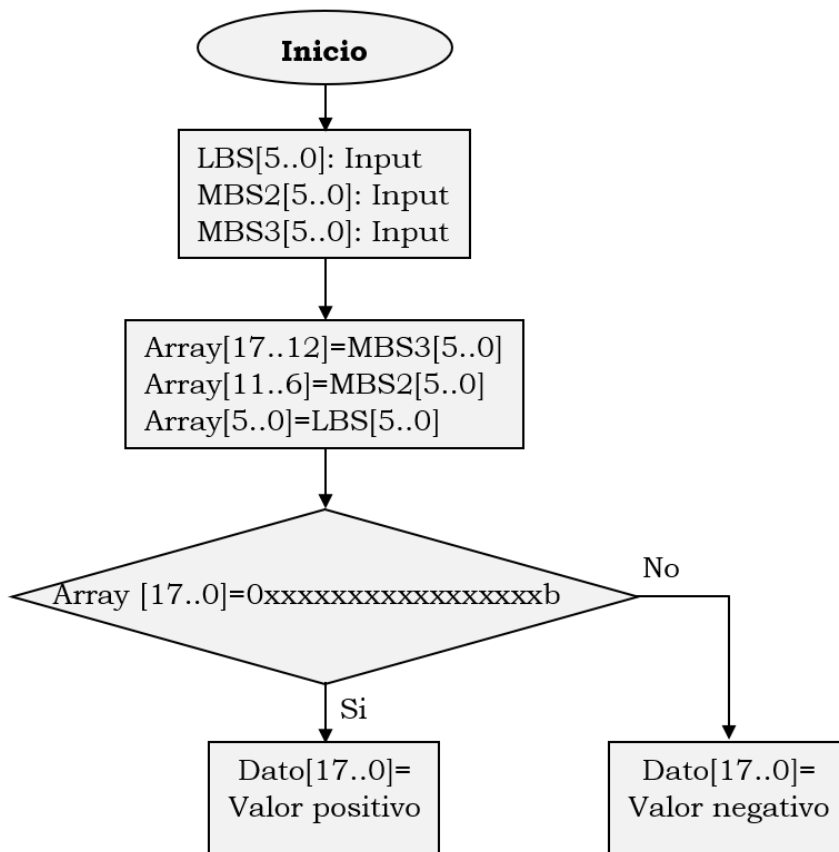 Inicio
LBS[5..0]: Input
MBS2[5..0]: Input
MBS3[5..0]: Input
Array[17..12]=MBS3[5..0]
Array[11..6]=MBS2[5..0]
Array[5..0]=LBS[5..0]
Array [17..0]=0xxxxxxxxxxxxxxxxxb
No
Si
Dato[17..0]=
Valor positivo
Dato[17..0]=
Valor negativo